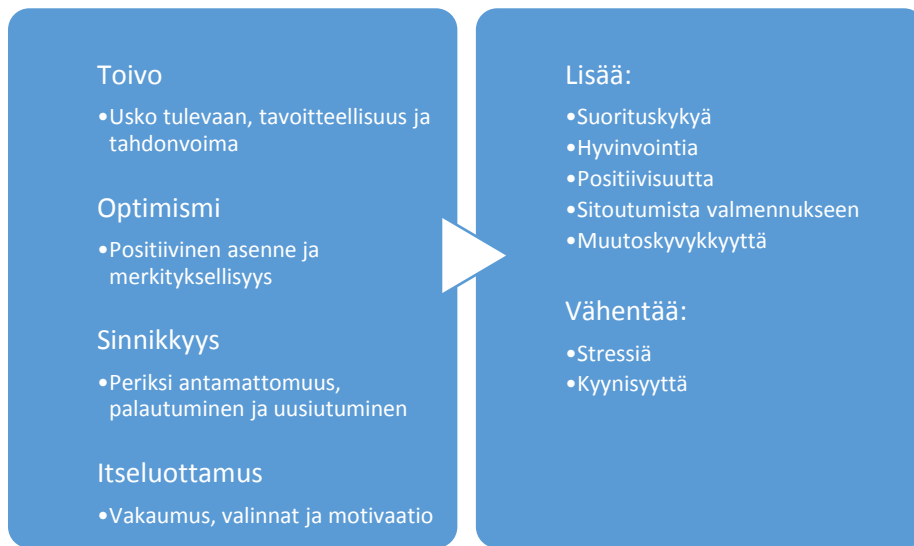 Toivo
•Usko tulevaan, tavoitteellisuus ja
tahdonvoima
Optimismi
•Positiivinen asenne ja
merkityksellisyys
Sinnikkyys
•Periksi antamattomuus,
palautuminen ja uusiutuminen
Itseluottamus
•Vakaumus, valinnat ja motivaatio
Lisää:
•Suorituskykyä
•Hyvinvointia
•Positiivisuutta
•Sitoutumista valmennukseen
•Muutoskyvykkyyttä
Vähentää:
•Stressiä
•Kyynisyyttä